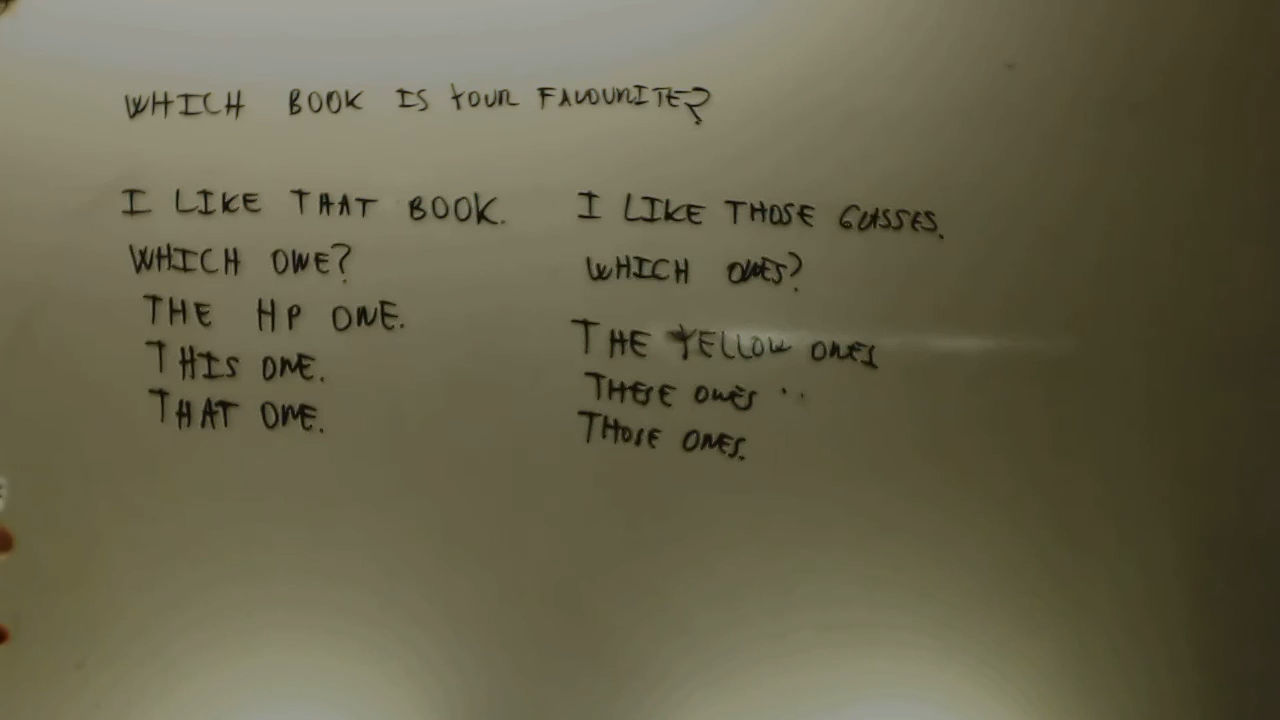 WHICH BOOK IS YOUR FAVOURITE?
I LIKE THAT BOOK.
WHICH ONE?
THE HP ONE.
THIS ONE.
THAT ONE.
I LIKE THOSE GLASSES.
WHICH ONES?
THE YELLOW ONES
THESE ONES ..
THOSE ONES.